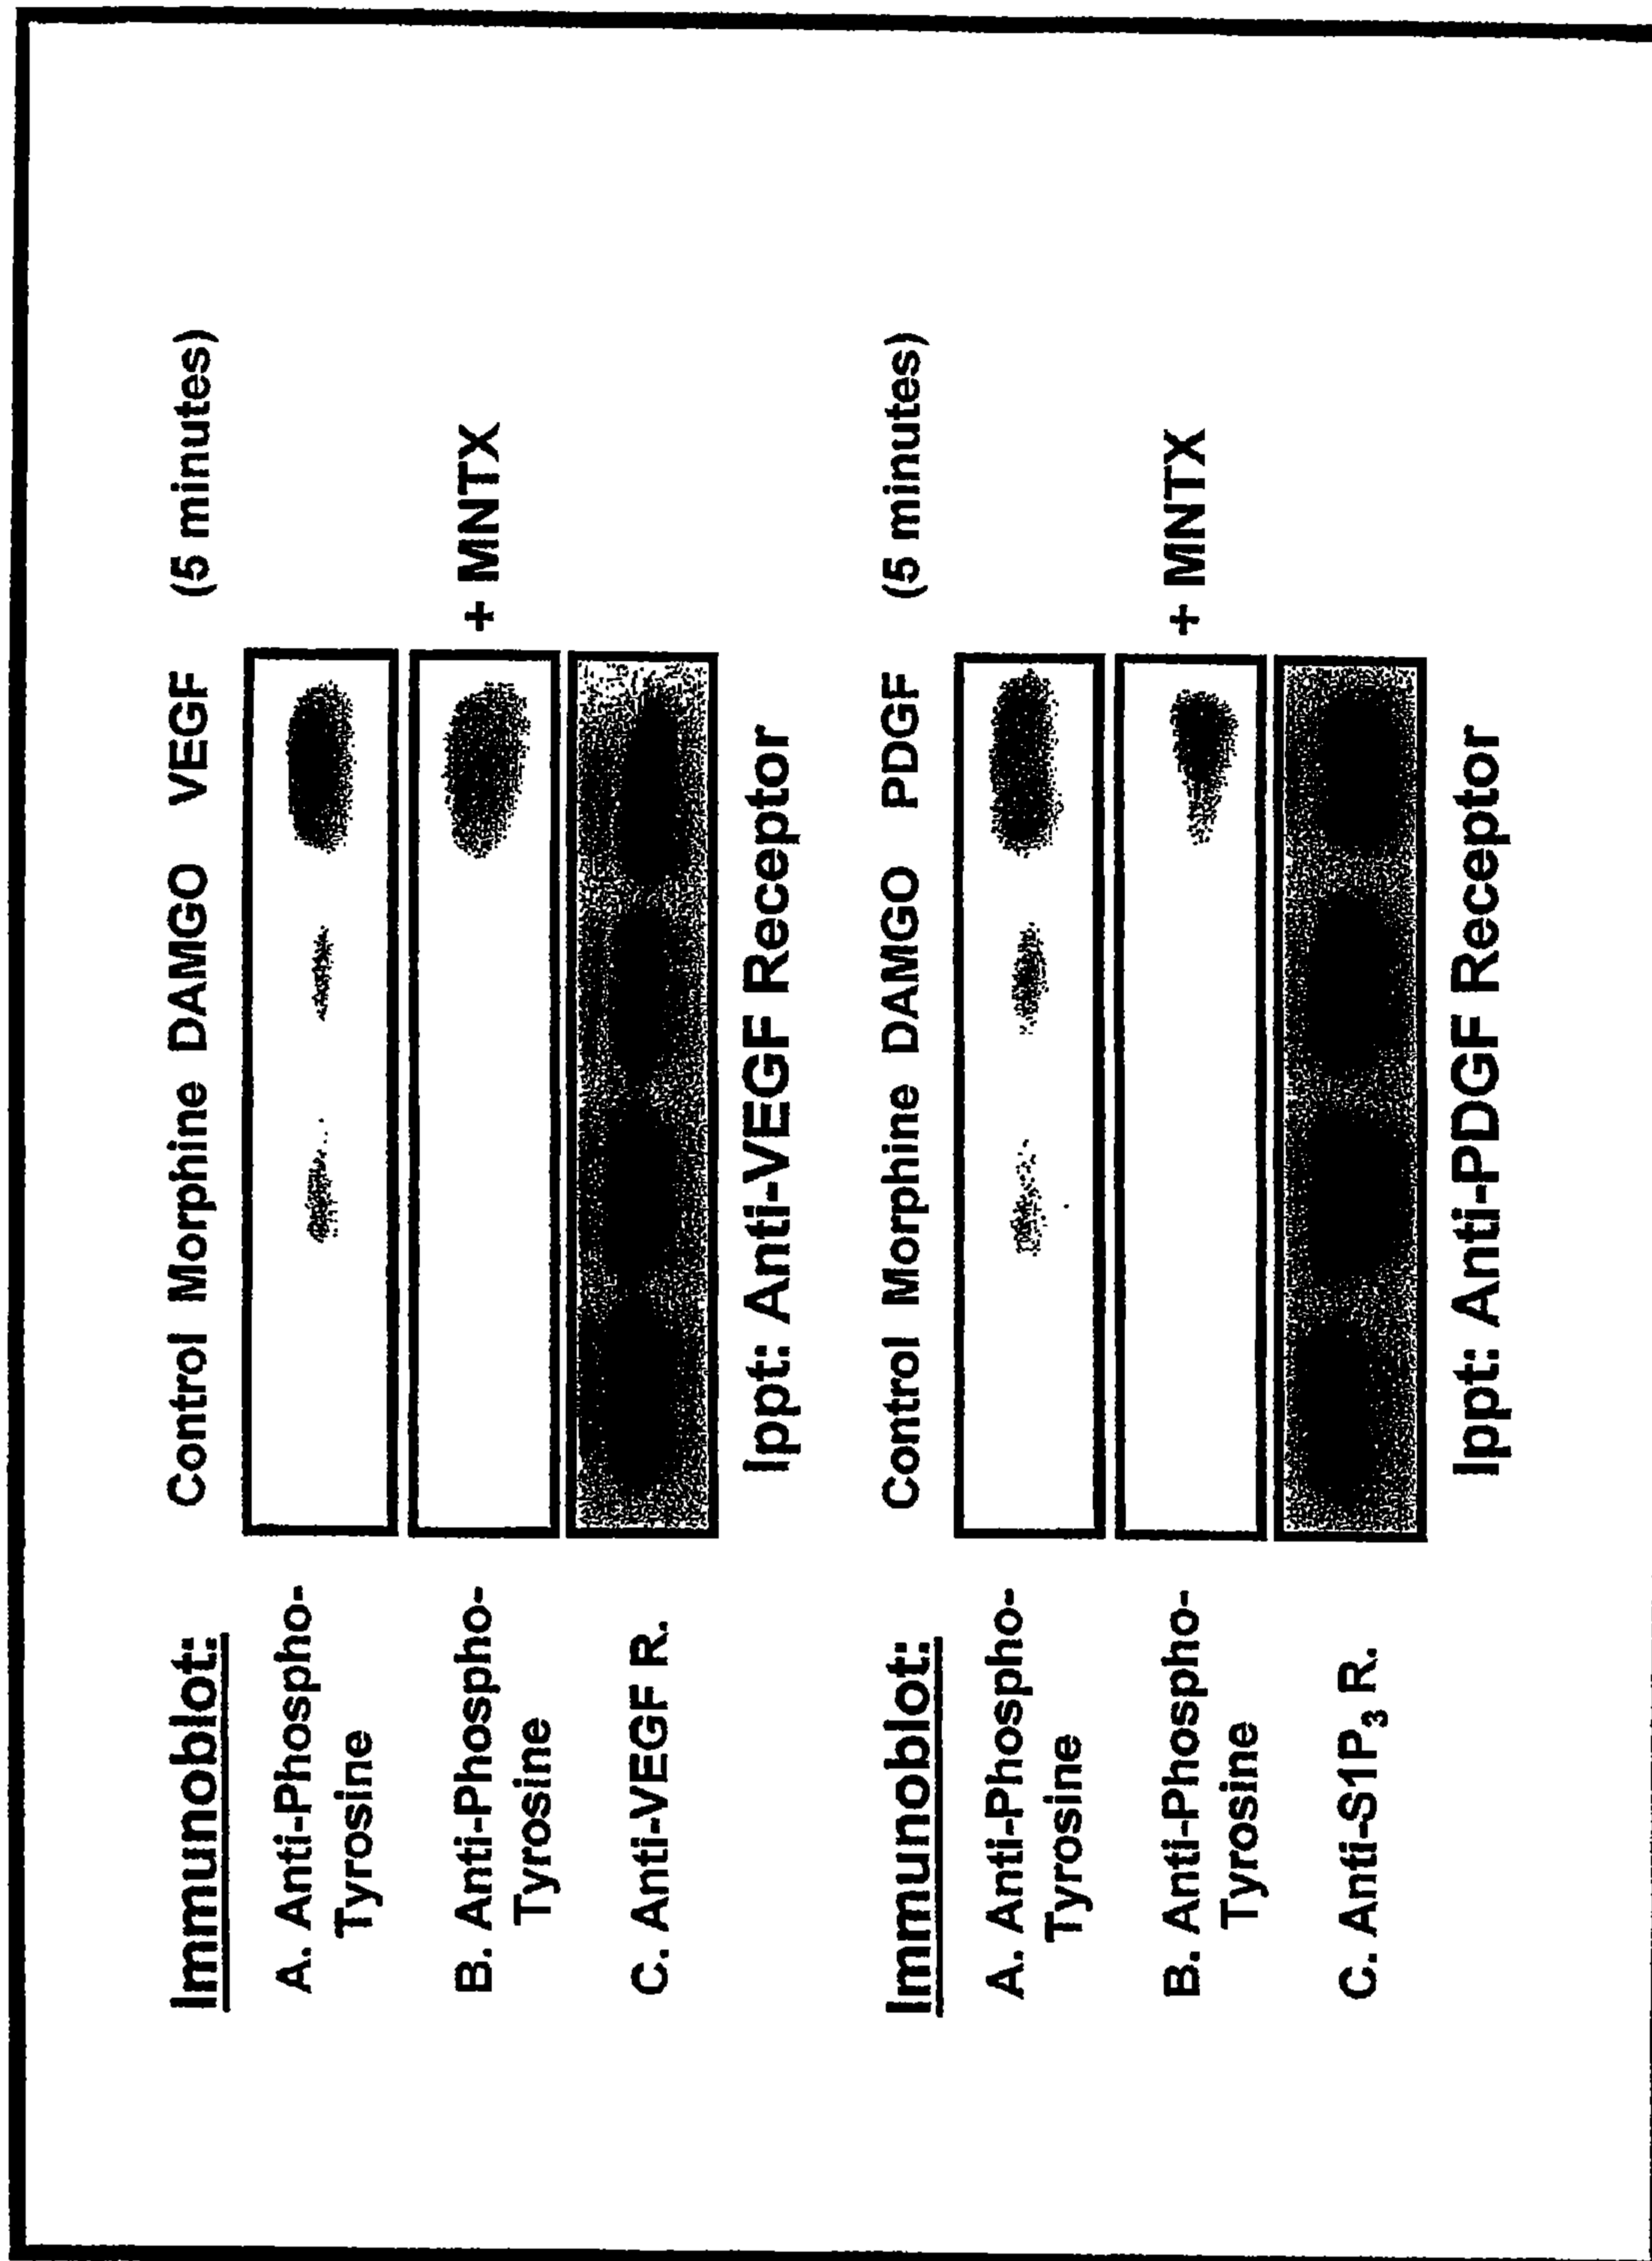 Immunoblot: Control Morphine DAMGO VEGF (5 minutes)
A. Anti-Phospho-
Tyrosine
B. Anti-Phospho- + MNTX
Tyrosine
C. Anti-VEGF R.
Ippt: Anti-VEGF Receptor
Immunoblot: Control Morphine DAMGO PDGF (5 minutes)
A. Anti-Phospho-
Tyrosine
B. Anti-Phospho- + MNTX
Tyrosine
C. Anti-S1P3 R.
Ippt: Anti-PDGF Receptor